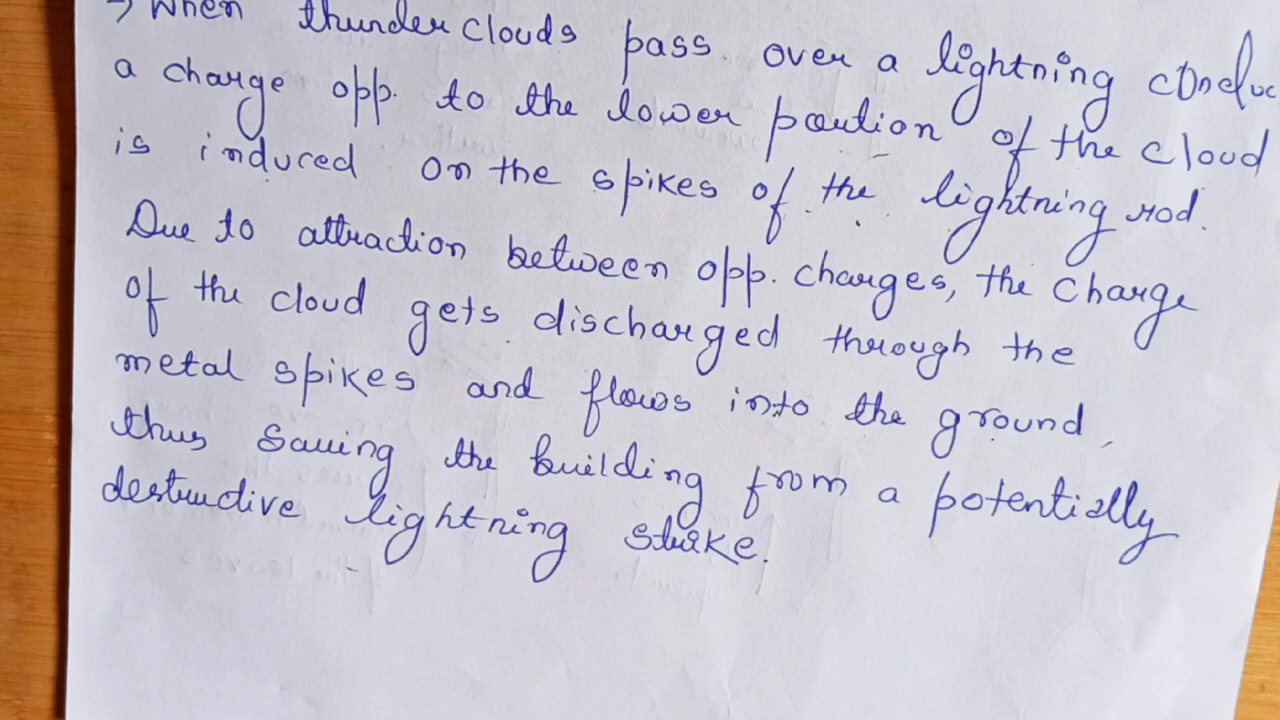 → When thunder clouds pass over a lightning conduc
a charge opp. to the lower portion of the cloud
is induced on the spikes of the lightning rod.
Due to attraction between opp. charges, the charge
of the cloud gets discharged through the
metal spikes and flows into the ground,
thus saving the building from a potentially
destructive lightning strike.